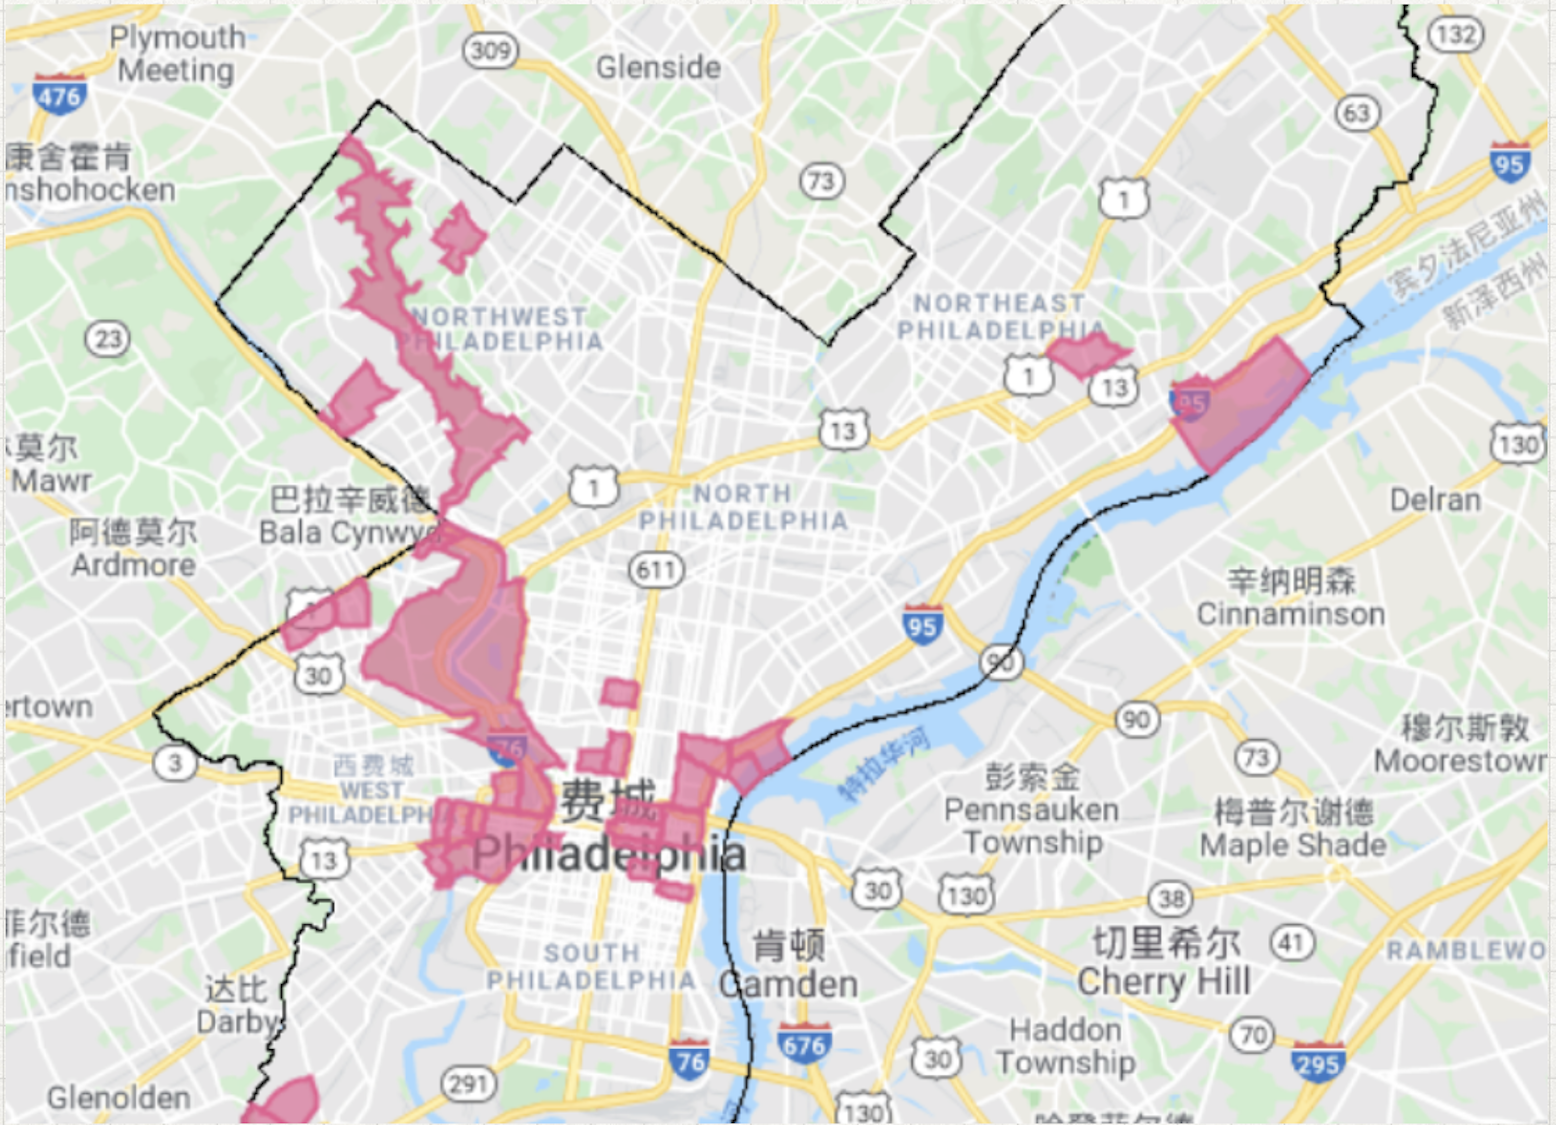 Plymouth
Meeting
309
Glenside
132
476
63
康舍霍肯
nshohocken
73
1
95
宾夕法尼亚州
新泽西州
23
NORTHWEST
PHILADELPHIA
NORTHEAST
PHILADELPHIA
1
13
95
13
莫尔
Mawr
130
巴拉辛威德
Bala Cynwyd
1
NORTH
PHILADELPHIA
Delran
阿德莫尔
Ardmore
611
辛纳明森
Cinnaminson
95
30
90
ertown
90
3
76
73
穆尔斯敦
Moorestown
特拉华河
西费城
WEST
PHILADELPHIA
费城
Philadelphia
彭索金
Pennsauken
Township
梅普尔谢德
Maple Shade
13
30
130
38
菲尔德
field
SOUTH
PHILADELPHIA
肯顿
Camden
切里希尔
Cherry Hill
41
RAMBLEWO
达比
Darby
76
676
Haddon
Township
70
295
30
291
Glenolden
130